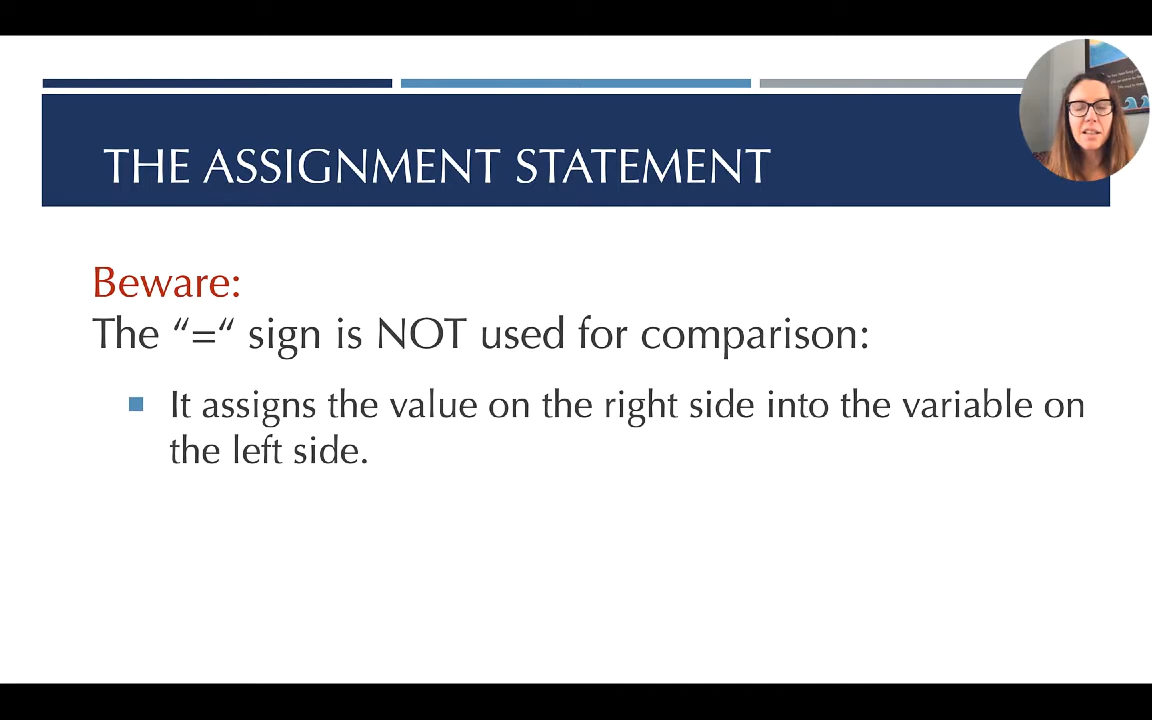 THE ASSIGNMENT STATEMENT
Beware:
The “=“ sign is NOT used for comparison:
It assigns the value on the right side into the variable on
the left side.